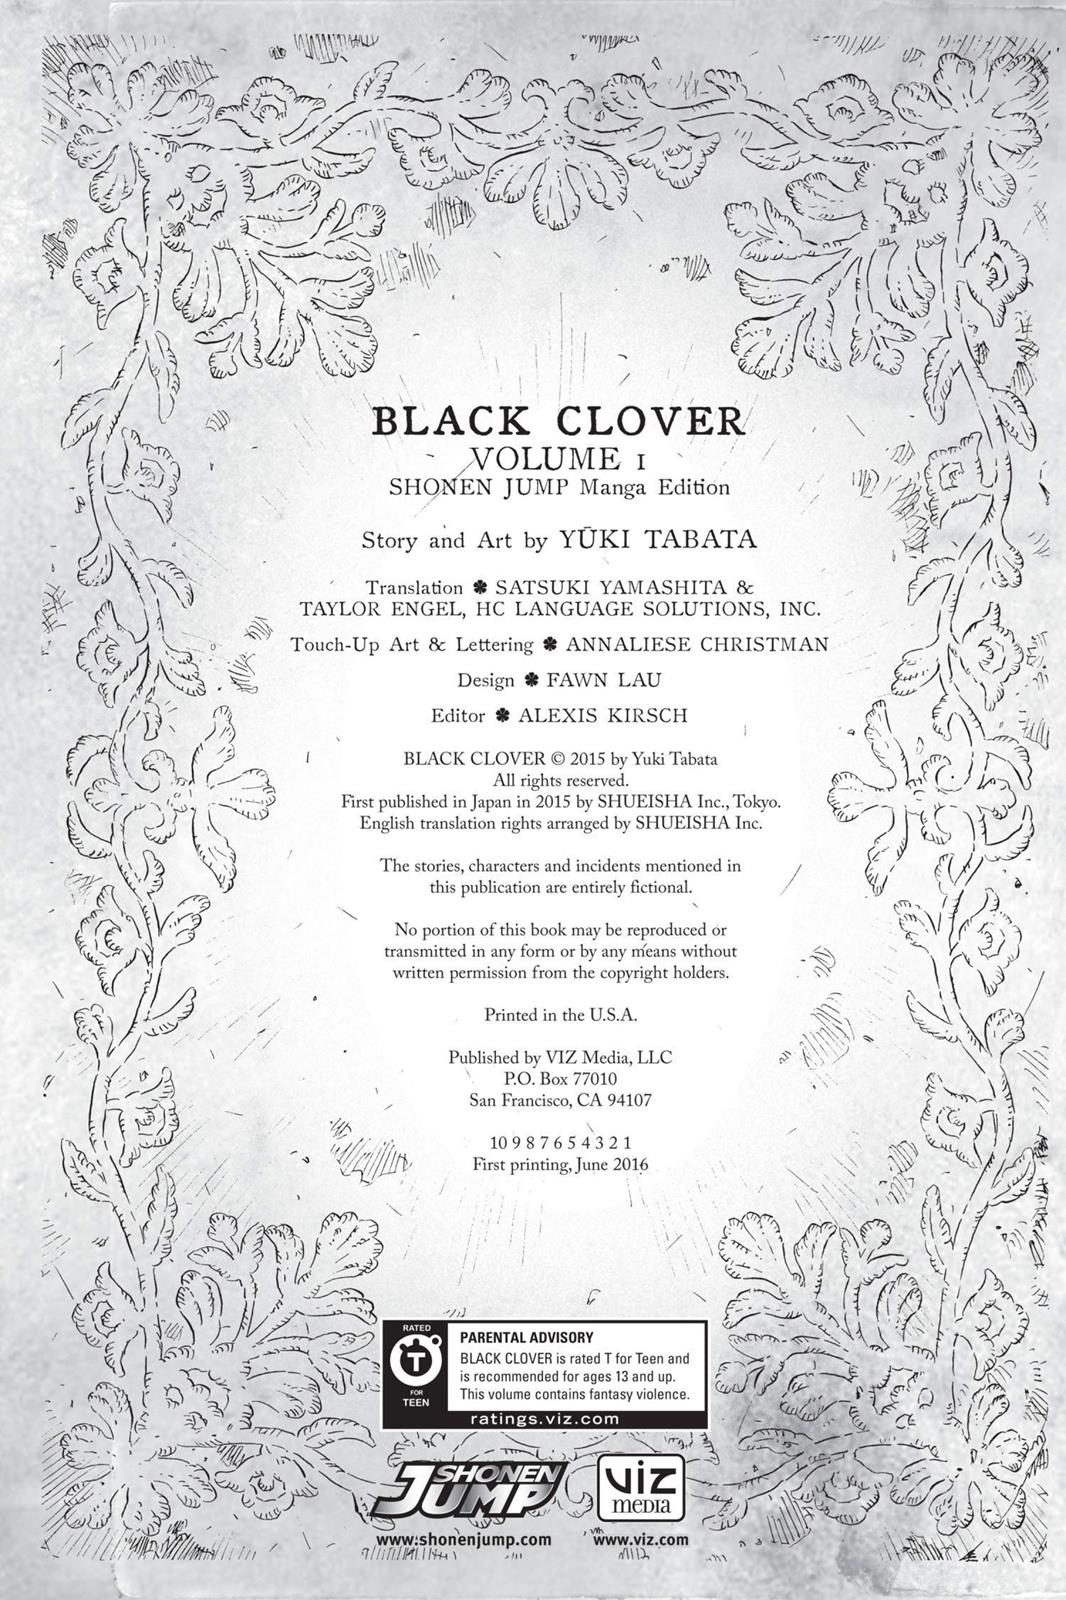 BLACK CLOVER
VOLUME 1
SHONEN JUMP Manga Edition
Story and Art by YŪKI TABATA
Translation ✽ SATSUKI YAMASHITA &
TAYLOR ENGEL, HC LANGUAGE SOLUTIONS, INC.
Touch-Up Art & Lettering ✽ ANNALIESE CHRISTMAN
Design ✽ FAWN LAU
Editor ✽ ALEXIS KIRSCH
BLACK CLOVER © 2015 by Yuki Tabata
All rights reserved.
First published in Japan in 2015 by SHUEISHA Inc., Tokyo.
English translation rights arranged by SHUEISHA Inc.
The stories, characters and incidents mentioned in
this publication are entirely fictional.
No portion of this book may be reproduced or
transmitted in any form or by any means without
written permission from the copyright holders.
Printed in the U.S.A.
Published by VIZ Media, LLC
P.O. Box 77010
San Francisco, CA 94107
10 9 8 7 6 5 4 3 2 1
First printing, June 2016
RATED
T
FOR
TEEN
PARENTAL ADVISORY
BLACK CLOVER is rated T for Teen and
is recommended for ages 13 and up.
This volume contains fantasy violence.
ratings.viz.com
SHONEN
JUMP
www.shonenjump.com
VIZ
MEDIA
www.viz.com